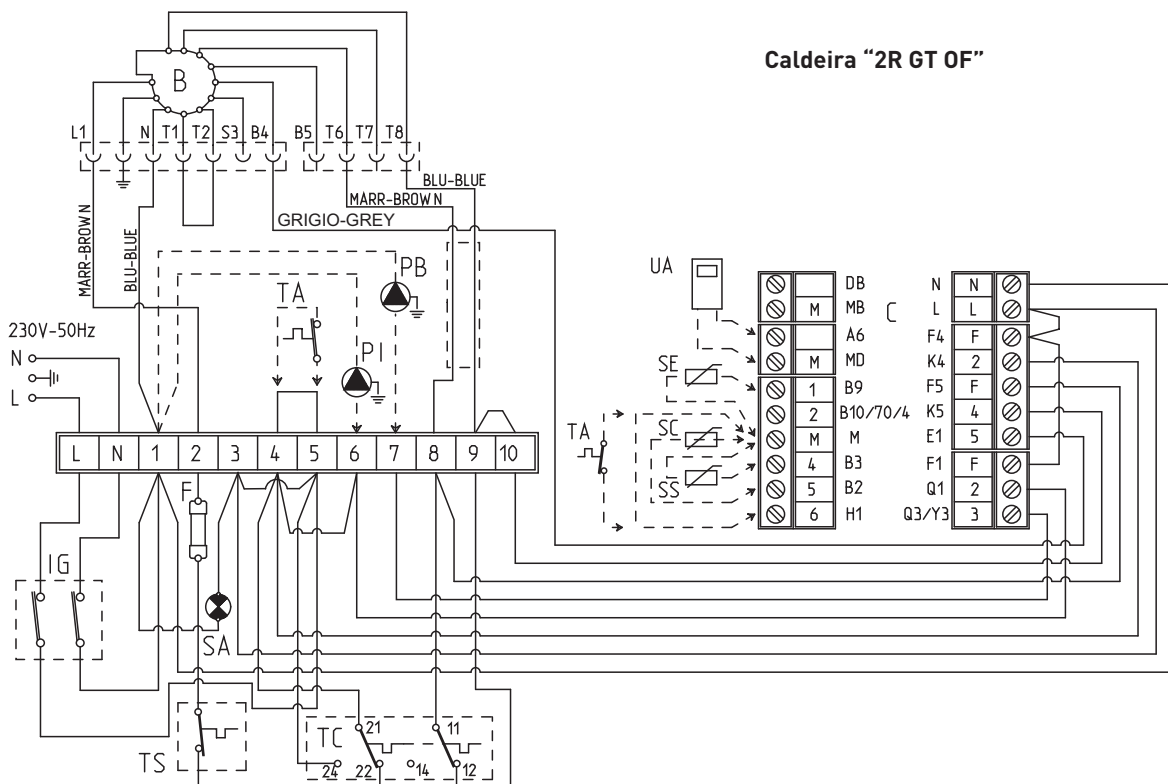 Caldeira “2R GT OF”
B
L1 N T1 T2 S3 B4 B5 T6 T7 T8
BLU-BLUE
MARR-BROWN
GRIGIO-GREY
MARR-BROWN
BLU-BLUE
PB
TA
PI
230V-50Hz
N
L
L N 1 2 3 4 5 6 7 8 9 10
F
IG
SA
TS
TC
21
11
24 22 14 12
UA
SE
SC
TA
SS
C
DB
M MB
A6
M MD
1 B9
2 B10/70/4
M M
4 B3
5 B2
6 H1
N N
L L
F4 F
K4 2
F5 F
K5 4
E1 5
F1 F
Q1 2
Q3/Y3 3